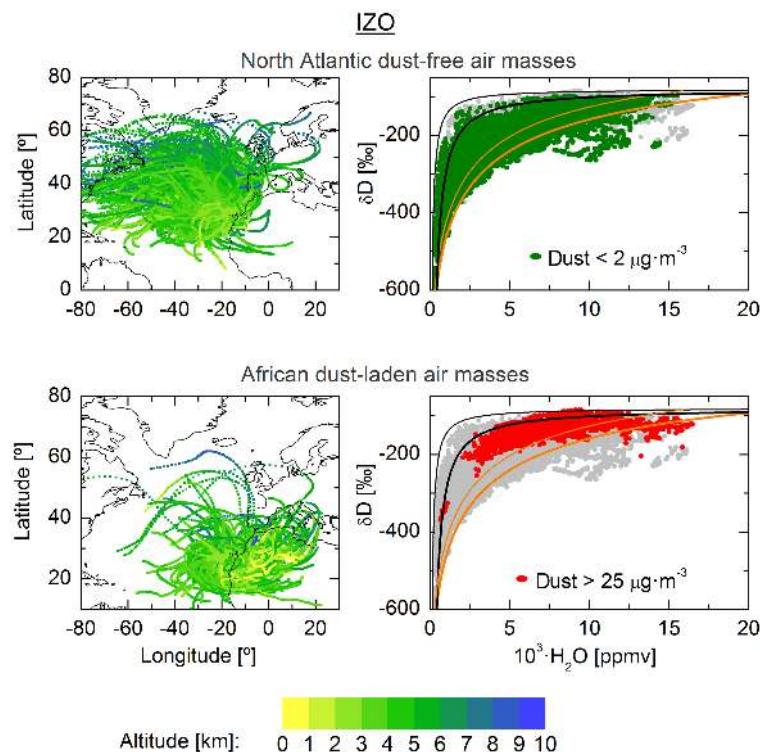 IZO
North Atlantic dust-free air masses
80
60
40
20
0
Latitude [º]
-80 -60 -40 -20 0 20
-200
-400
-600
δD [‰]
0 5 10 15 20
Dust < 2 µg·m⁻³
African dust-laden air masses
80
60
40
20
Latitude [º]
-80 -60 -40 -20 0 20
Longitude [º]
-200
-400
-600
δD [‰]
0 5 10 15 20
10³·H₂O [ppmv]
Dust > 25 µg·m⁻³
Altitude [km]: 0 1 2 3 4 5 6 7 8 9 10